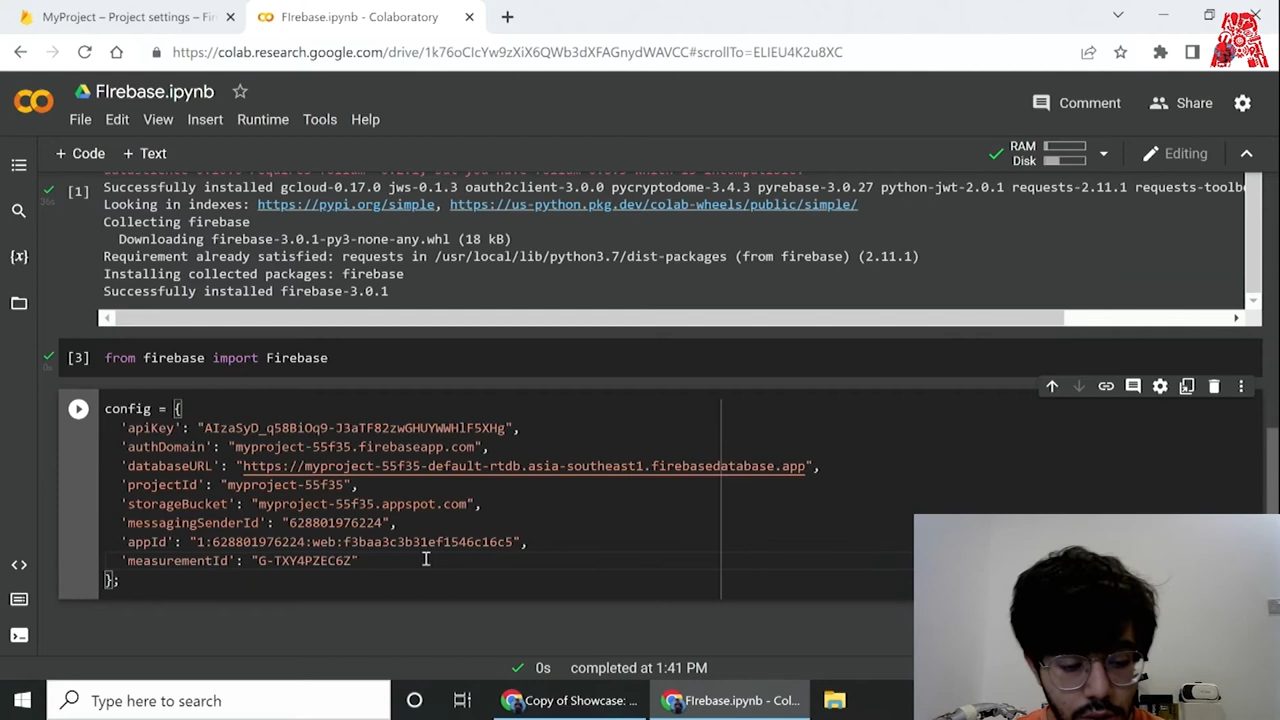 MyProject – Project settings – Fir
FIrebase.ipynb - Colaboratory
https://colab.research.google.com/drive/1k76oCIcYw9zXiX6QWb3dXFAGnydWAVCC#scrollTo=ELIEU4K2u8XC
FIrebase.ipynb
Comment
Share
File Edit View Insert Runtime Tools Help
+ Code + Text
RAM
Disk
Editing
[1]
36s
Successfully installed gcloud-0.17.0 jws-0.1.3 oauth2client-3.0.0 pycryptodome-3.4.3 pyrebase-3.0.27 python-jwt-2.0.1 requests-2.11.1 requests-toolbe
Looking in indexes: https://pypi.org/simple, https://us-python.pkg.dev/colab-wheels/public/simple/
Collecting firebase
Downloading firebase-3.0.1-py3-none-any.whl (18 kB)
Requirement already satisfied: requests in /usr/local/lib/python3.7/dist-packages (from firebase) (2.11.1)
Installing collected packages: firebase
Successfully installed firebase-3.0.1
[3] from firebase import Firebase
0s
config = {
'apiKey': "AIzaSyD_q58BiOq9-J3aTF82zwGHUYWWHlF5XHg",
'authDomain': "myproject-55f35.firebaseapp.com",
'databaseURL': "https://myproject-55f35-default-rtdb.asia-southeast1.firebasedatabase.app",
'projectId': "myproject-55f35",
'storageBucket': "myproject-55f35.appspot.com",
'messagingSenderId': "628801976224",
'appId': "1:628801976224:web:f3baa3c3b31ef1546c16c5",
'measurementId': "G-TXY4PZEC6Z"
};
0s completed at 1:41 PM
Type here to search
Copy of Showcase: ...
FIrebase.ipynb - Col...